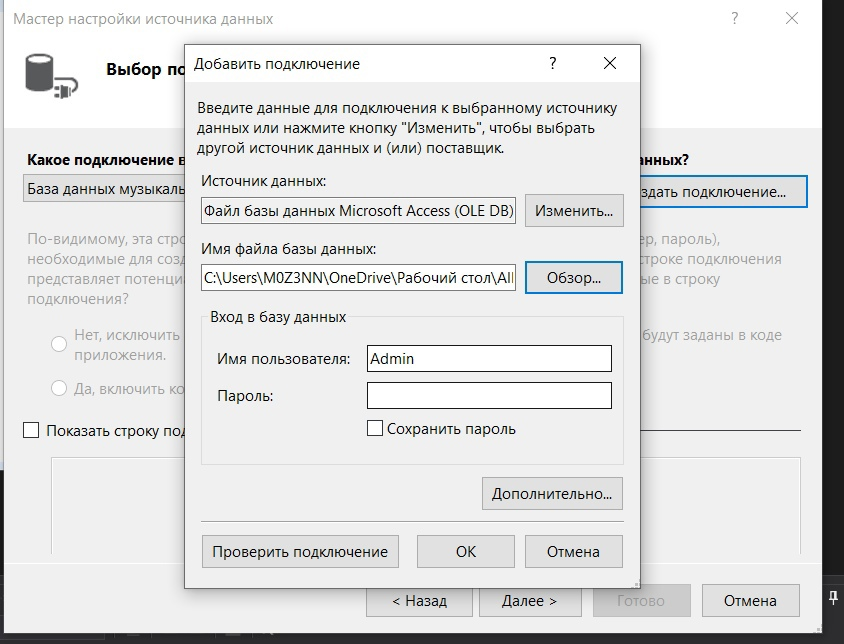 Мастер настройки источника данных
?
Выбор по
Добавить подключение
?
Введите данные для подключения к выбранному источнику
данных или нажмите кнопку "Изменить", чтобы выбрать
другой источник данных и (или) поставщик.
Источник данных:
Файл базы данных Microsoft Access (OLE DB)
Изменить...
Имя файла базы данных:
C:\Users\M0Z3NN\OneDrive\Рабочий стол\All
Обзор...
Вход в базу данных
Имя пользователя:
Admin
Пароль:
Сохранить пароль
Дополнительно...
Проверить подключение
ОК
Отмена
Какое подключение в
анных?
База данных музыкаль
здать подключение...
По-видимому, эта стро
ер, пароль),
необходимые для созд
строке подключения
представляет потенциа
ые в строку
подключения?
Нет, исключить
будут заданы в коде
приложения.
Да, включить ко
Показать строку под
< Назад
Далее >
Готово
Отмена